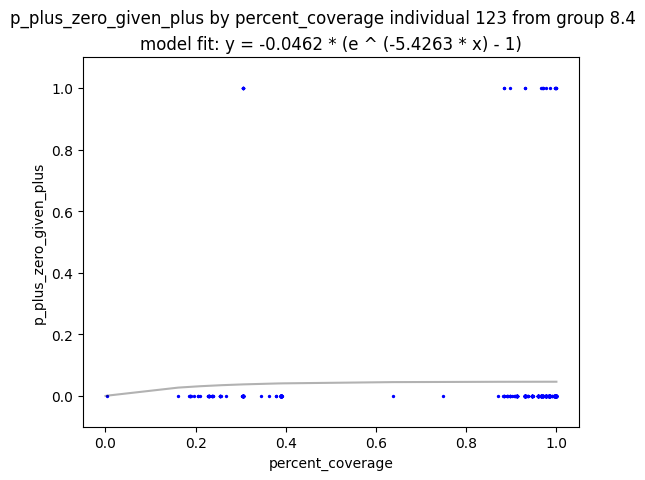 p_plus_zero_given_plus by percent_coverage individual 123 from group 8.4
model fit: y = -0.0462 * (e ^ (-5.4263 * x) - 1)
p_plus_zero_given_plus
1.0
0.8
0.6
0.4
0.2
0.0
0.0 0.2 0.4 0.6 0.8 1.0
percent_coverage